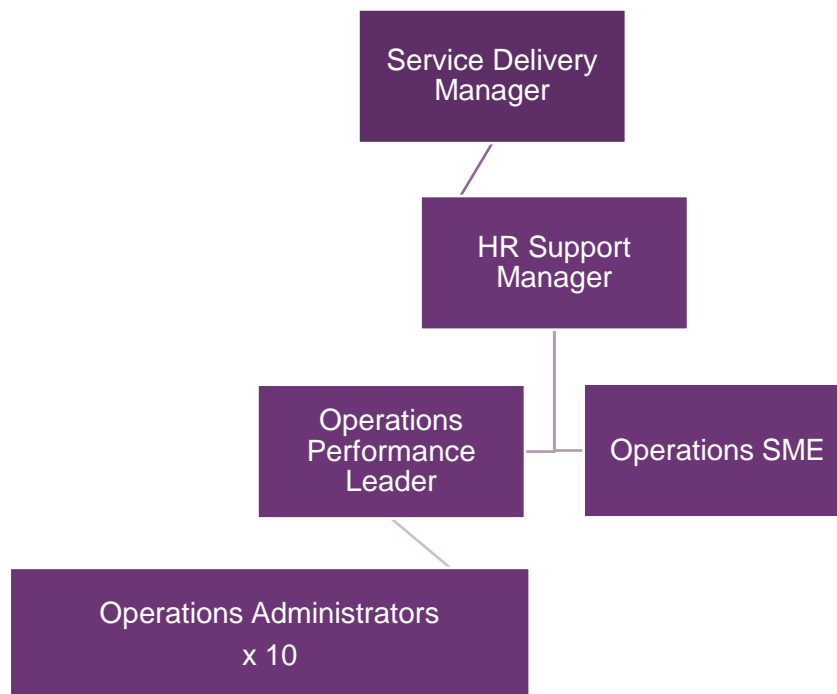 Service Delivery
Manager
HR Support
Manager
Operations
Performance
Leader
Operations SME
Operations Administrators
x 10